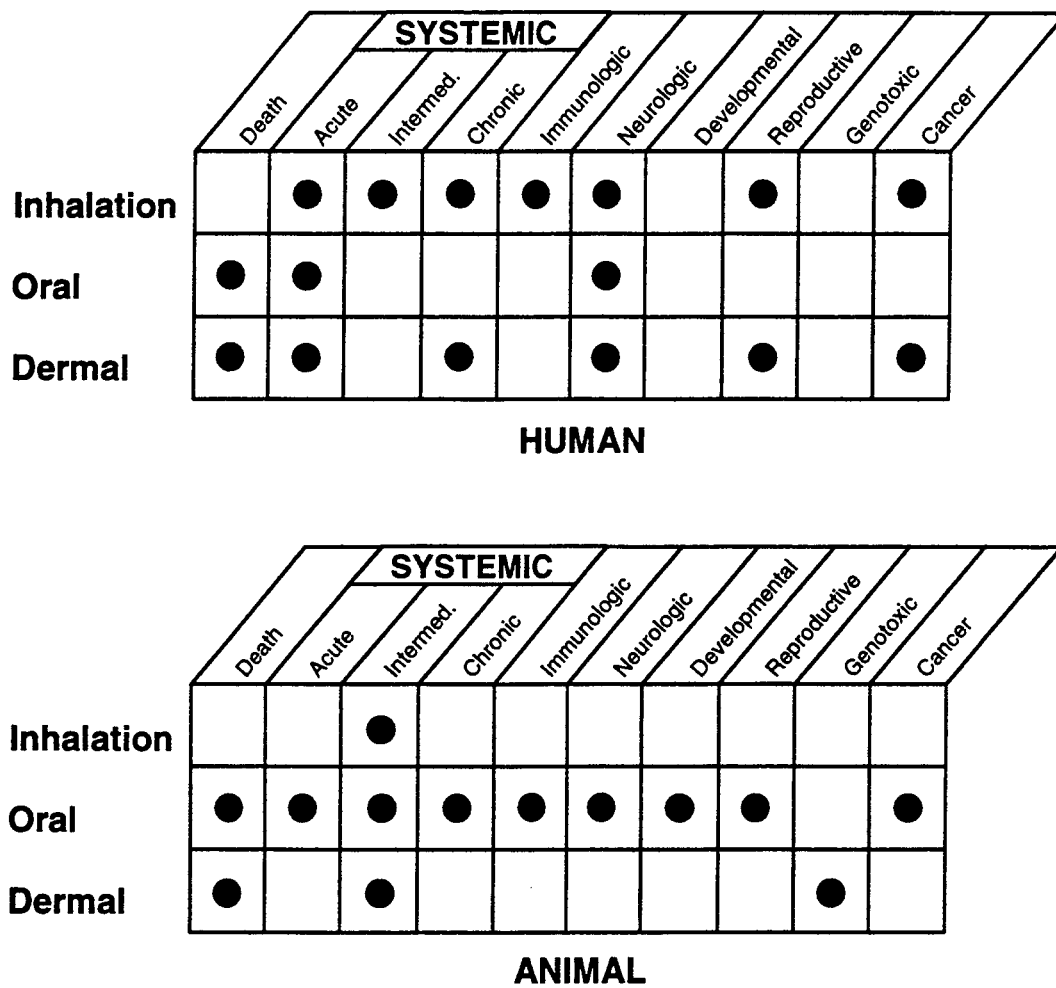 SYSTEMIC
Death
Acute
Intermed.
Chronic
Immunologic
Neurologic
Developmental
Reproductive
Genotoxic
Cancer
Inhalation
Oral
Dermal
HUMAN
SYSTEMIC
Death
Acute
Intermed.
Chronic
Immunologic
Neurologic
Developmental
Reproductive
Genotoxic
Cancer
Inhalation
Oral
Dermal
ANIMAL